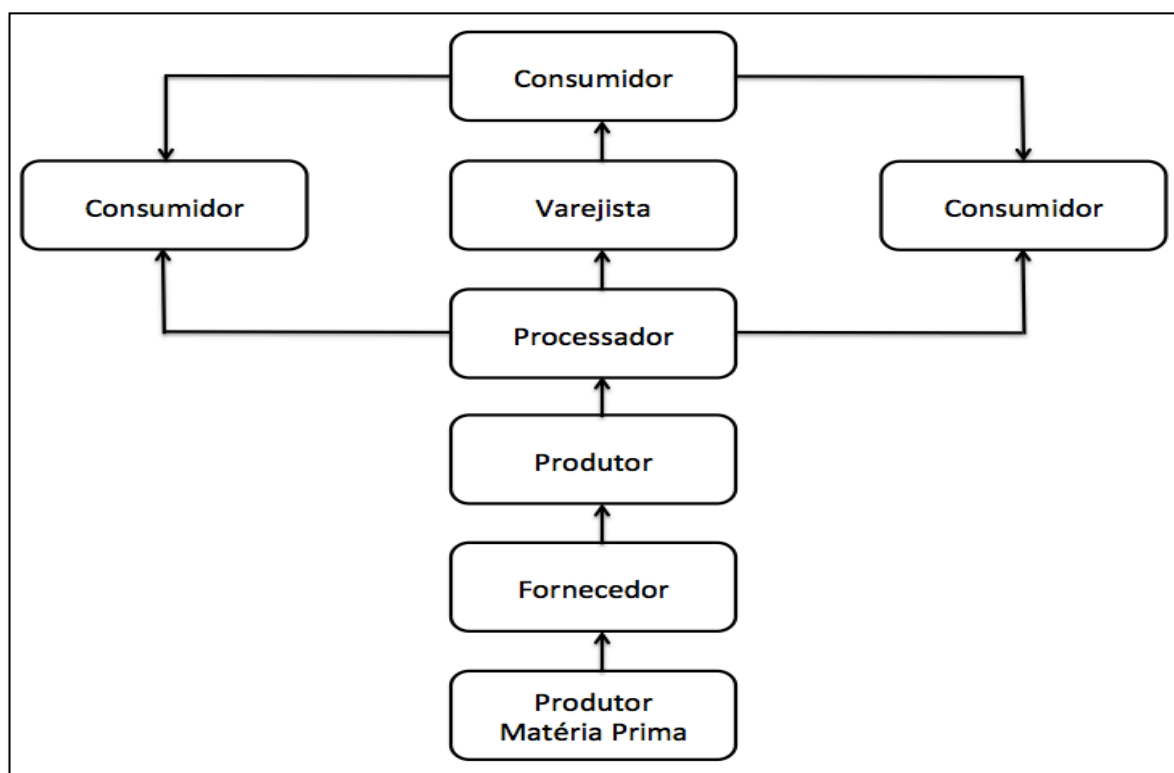 Consumidor
Consumidor
Varejista
Consumidor
Processador
Produtor
Fornecedor
Produtor
Matéria Prima